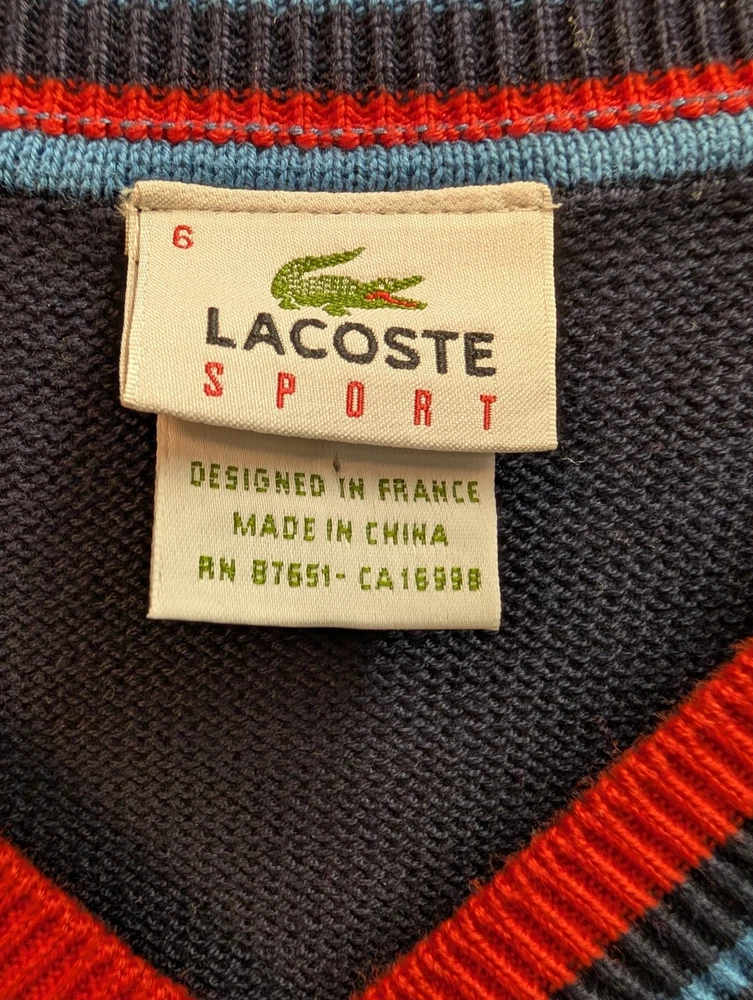 6
LACOSTE
SPORT
DESIGNED IN FRANCE
MADE IN CHINA
RN 87651- CA16998